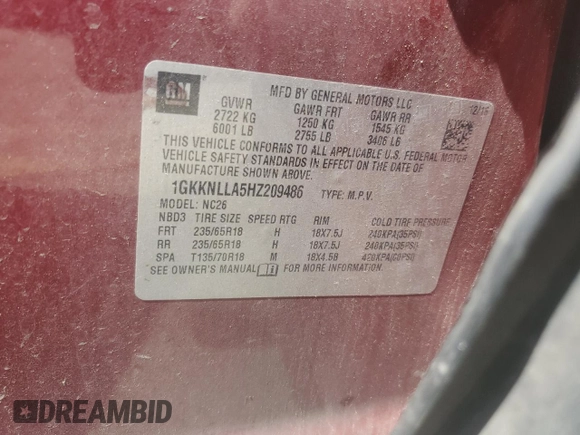 GM
MFD BY GENERAL MOTORS LLC 12/16
GVWR GAWR FRT GAWR RR
2722 KG 1250 KG 1545 KG
6001 LB 2755 LB 3406 LB
THIS VEHICLE CONFORMS TO ALL APPLICABLE U.S. FEDERAL MOTOR
VEHICLE SAFETY STANDARDS IN EFFECT ON THE DATE OF
MANUFACTURE SHOWN ABOVE.
1GKKNLLA5HZ209486 TYPE: M.P.V.
MODEL: NC26
NBD3 TIRE SIZE SPEED RTG RIM COLD TIRE PRESSURE
FRT 235/65R18 H 18X7.5J 240KPA(35PSI)
RR 235/65R18 H 18X7.5J 240KPA(35PSI)
SPA T135/70R18 M 18X4.5B 420KPA(60PSI)
SEE OWNER'S MANUAL i FOR MORE INFORMATION.
DREAMBID